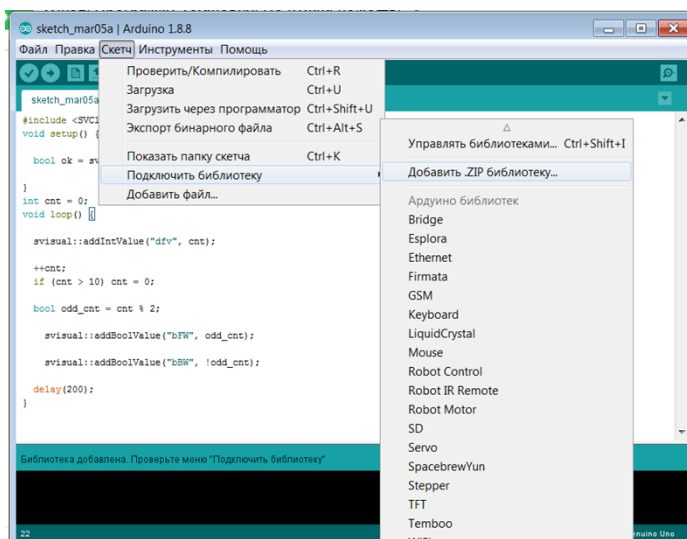 sketch_mar05a | Arduino 1.8.8
Файл Правка Скетч Инструменты Помощь
Проверить/Компилировать Ctrl+R
Загрузка Ctrl+U
Загрузить через программатор Ctrl+Shift+U
Экспорт бинарного файла Ctrl+Alt+S
Показать папку скетча Ctrl+K
Подключить библиотеку
Добавить файл...
Управлять библиотеками... Ctrl+Shift+I
Добавить .ZIP библиотеку...
Ардуино библиотек
Bridge
Esplora
Ethernet
Firmata
GSM
Keyboard
LiquidCrystal
Mouse
Robot Control
Robot IR Remote
Robot Motor
SD
Servo
SpacebrewYun
Stepper
TFT
Temboo
sketch_mar05a
#include <SVCl
void setup() {
bool ok = sv
}
int cnt = 0;
void loop() {
svisual::addIntValue("dfv", cnt);
++cnt;
if (cnt > 10) cnt = 0;
bool odd_cnt = cnt % 2;
svisual::addBoolValue("bFW", odd_cnt);
svisual::addBoolValue("bBW", !odd_cnt);
delay(200);
}
Библиотека добавлена. Проверьте меню "Подключить библиотеку"
22
nuino Uno